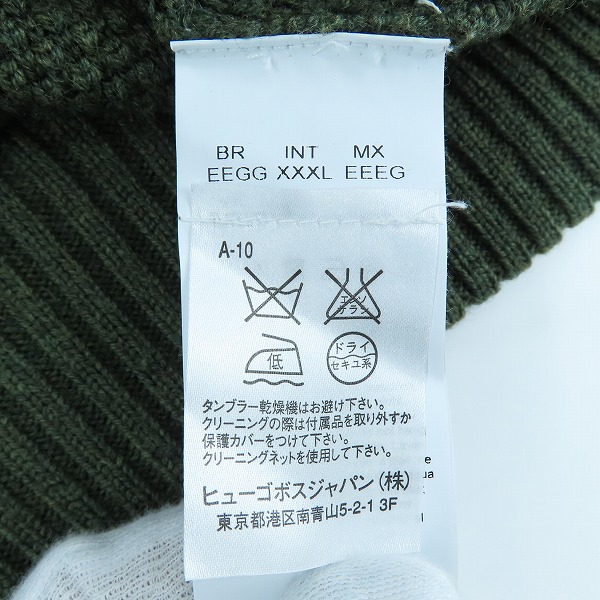 BR INT MX
EEGG XXXL EEEG
A-10
エンソ
サラシ
低
ドライ
セキユ系
タンブラー乾燥機はお避け下さい。
クリーニングの際は付属品を取り外すか
保護カバーをつけて下さい。
クリーニングネットを使用して下さい。
ヒューゴボスジャパン(株)
東京都港区南青山5-2-1 3F